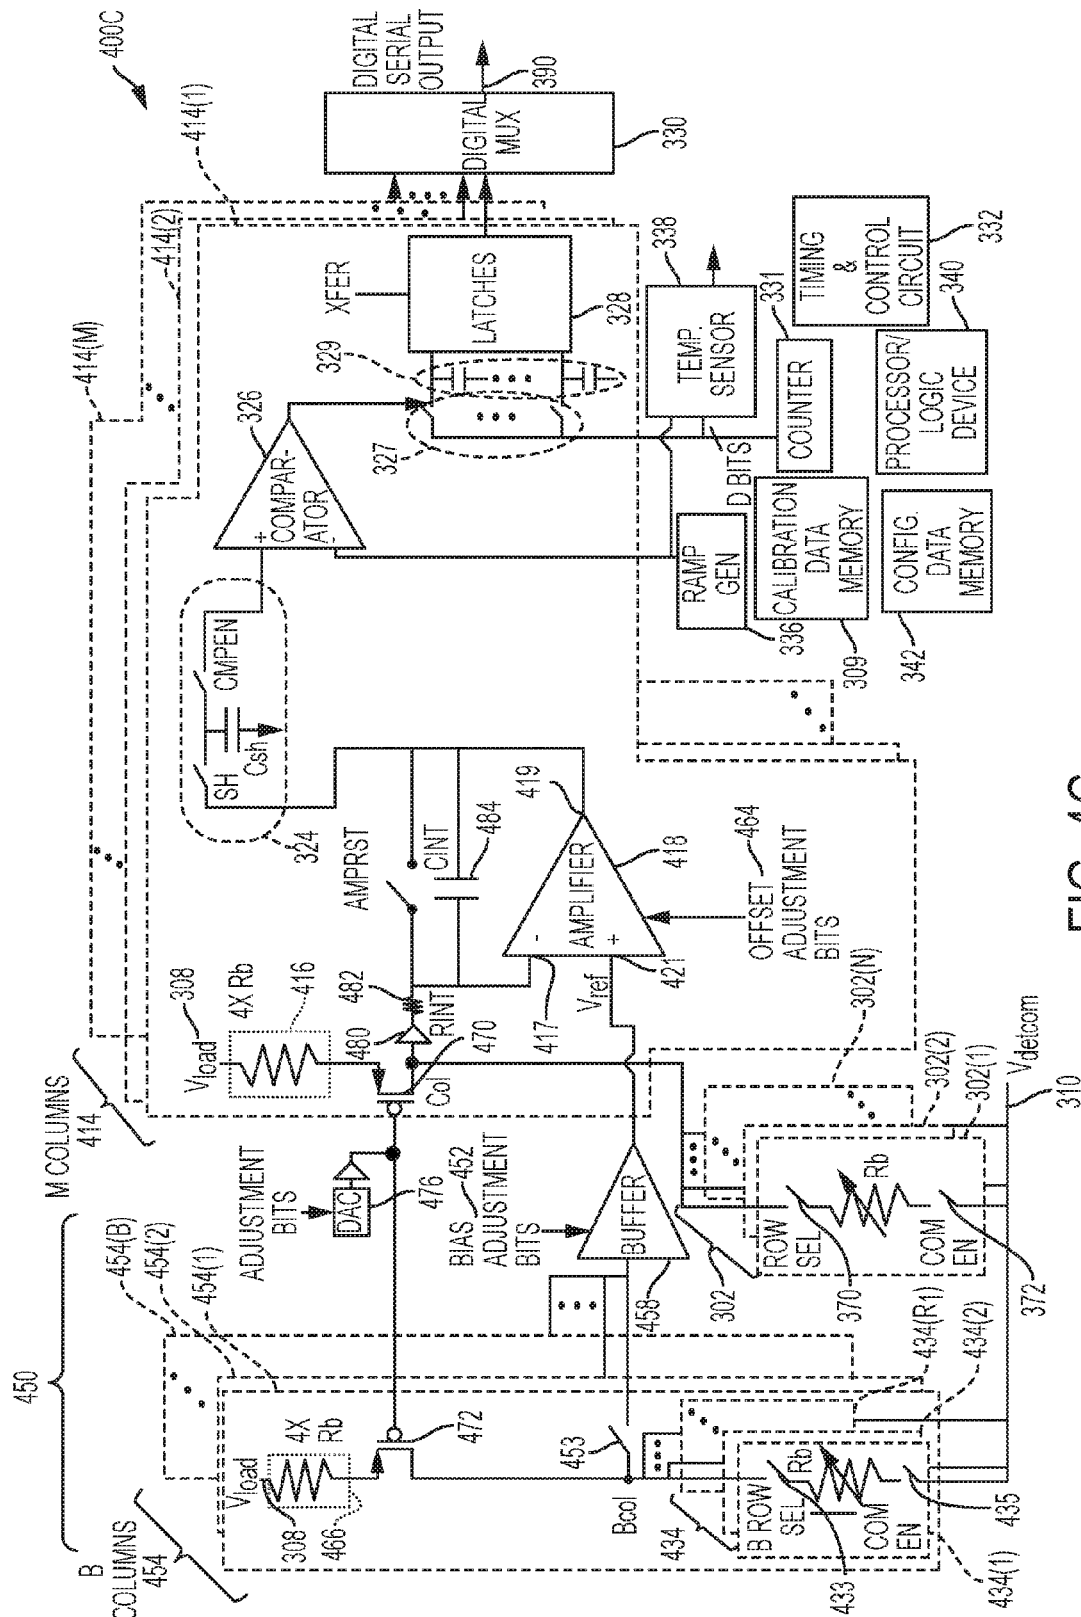 400C
450
454(B)
454(2)
454(1)
B
COLUMNS
454
M COLUMNS
414
414(M)
414(2)
414(1)
Vload
308
4X
Rb
466
472
453
Bcol
434
434(R1)
434(2)
434(1)
B ROW
SEL
Rb
COM
EN
433
435
ADJUSTMENT
BITS
DAC
476
BIAS 452
ADJUSTMENT
BITS
BUFFER
458
Vload
308
4X Rb
416
480
482
RINT
Col
470
AMPRST
CINT
484
417
-
AMPLIFIER
+
419
418
421
Vref
464
OFFSET
ADJUSTMENT
BITS
302
302(N)
302(2)
302(1)
ROW
SEL
Rb
COM
EN
370
372
Vdetcom
310
SH
CMPEN
Csh
324
+
COMPAR-
ATOR
-
326
327
329
XFER
LATCHES
328
DIGITAL
MUX
330
DIGITAL
SERIAL
OUTPUT
390
RAMP
GEN
336
D BITS
TEMP.
SENSOR
338
COUNTER
331
TIMING
&
CONTROL
CIRCUIT
332
CALIBRATION
DATA
MEMORY
309
PROCESSOR/
LOGIC
DEVICE
340
CONFIG.
DATA
MEMORY
342